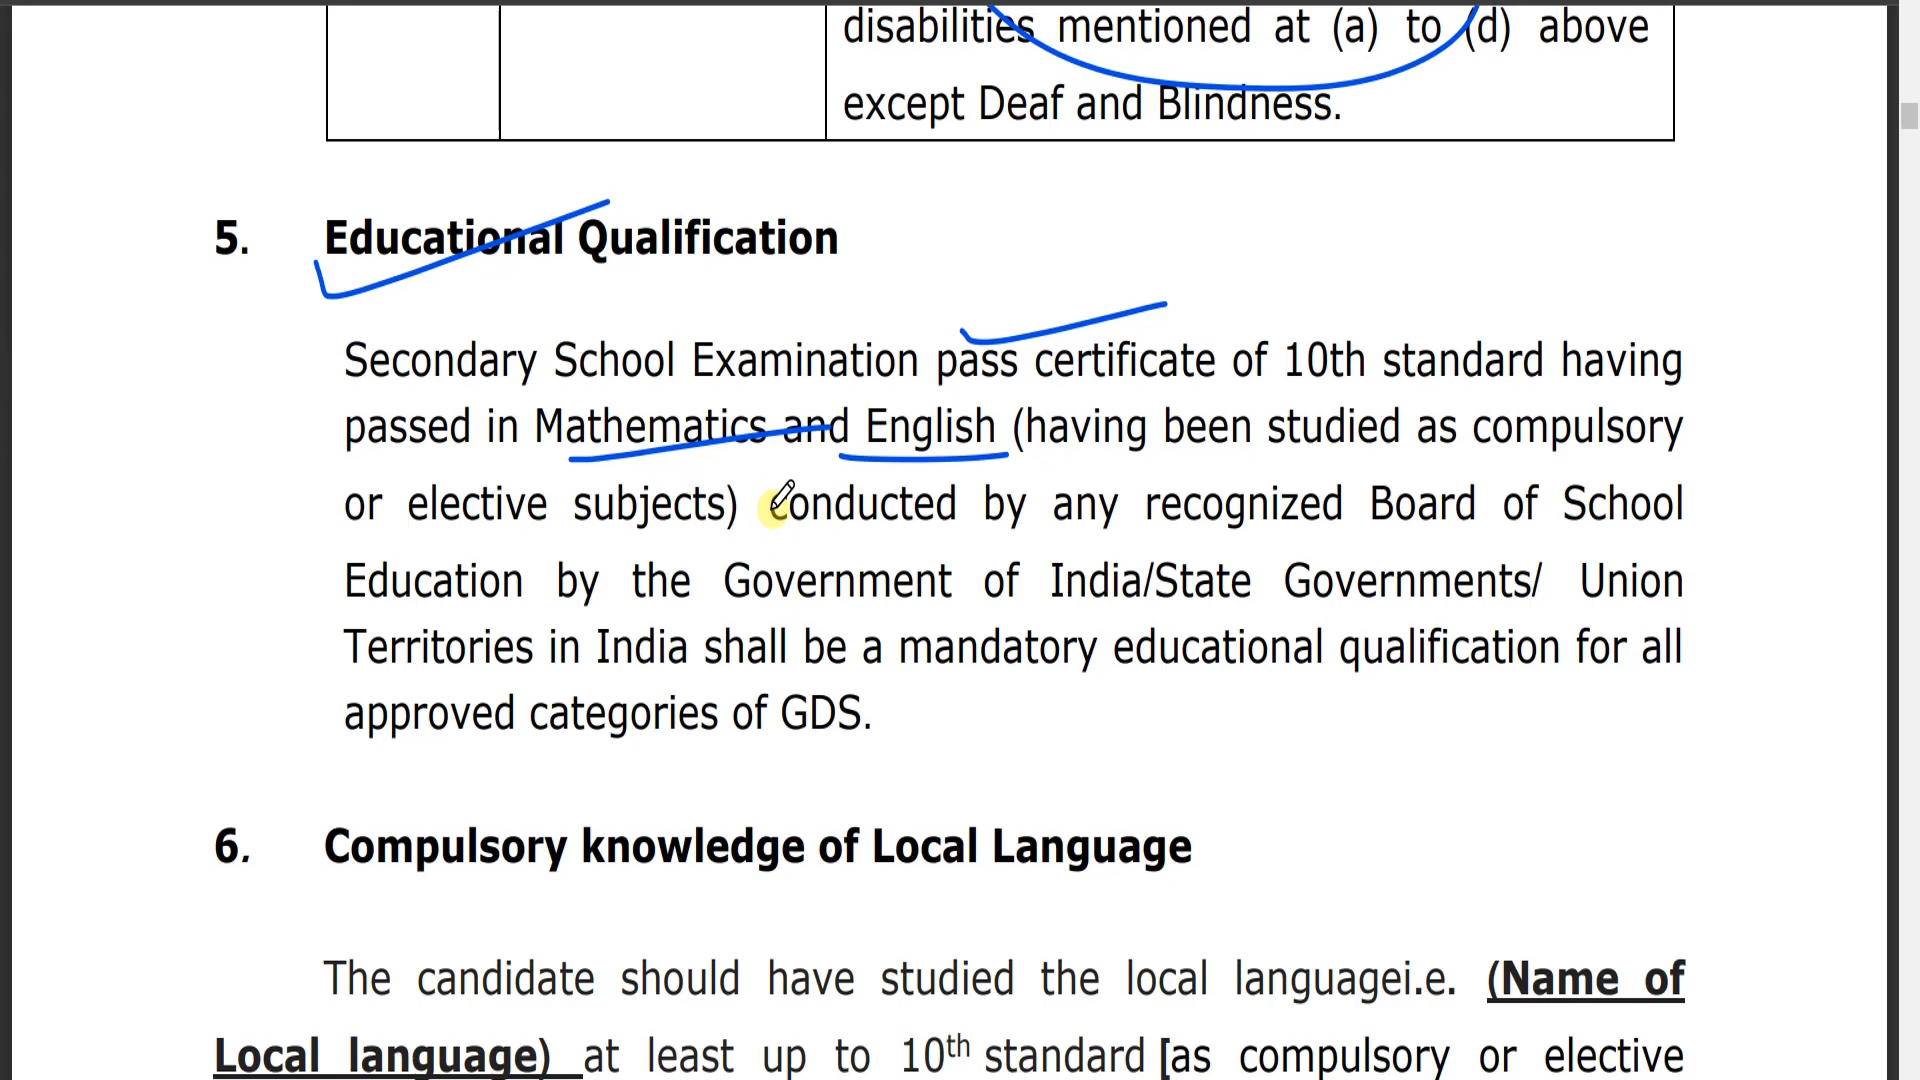 disabilities mentioned at (a) to (d) above
except Deaf and Blindness.
5. Educational Qualification
Secondary School Examination pass certificate of 10th standard having
passed in Mathematics and English (having been studied as compulsory
or elective subjects) conducted by any recognized Board of School
Education by the Government of India/State Governments/ Union
Territories in India shall be a mandatory educational qualification for all
approved categories of GDS.
6. Compulsory knowledge of Local Language
The candidate should have studied the local languagei.e. (Name of
Local language) at least up to 10th standard [as compulsory or elective